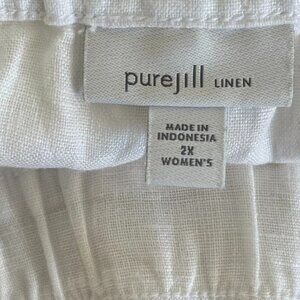 purejill LINEN
MADE IN
INDONESIA
2X
WOMEN'S